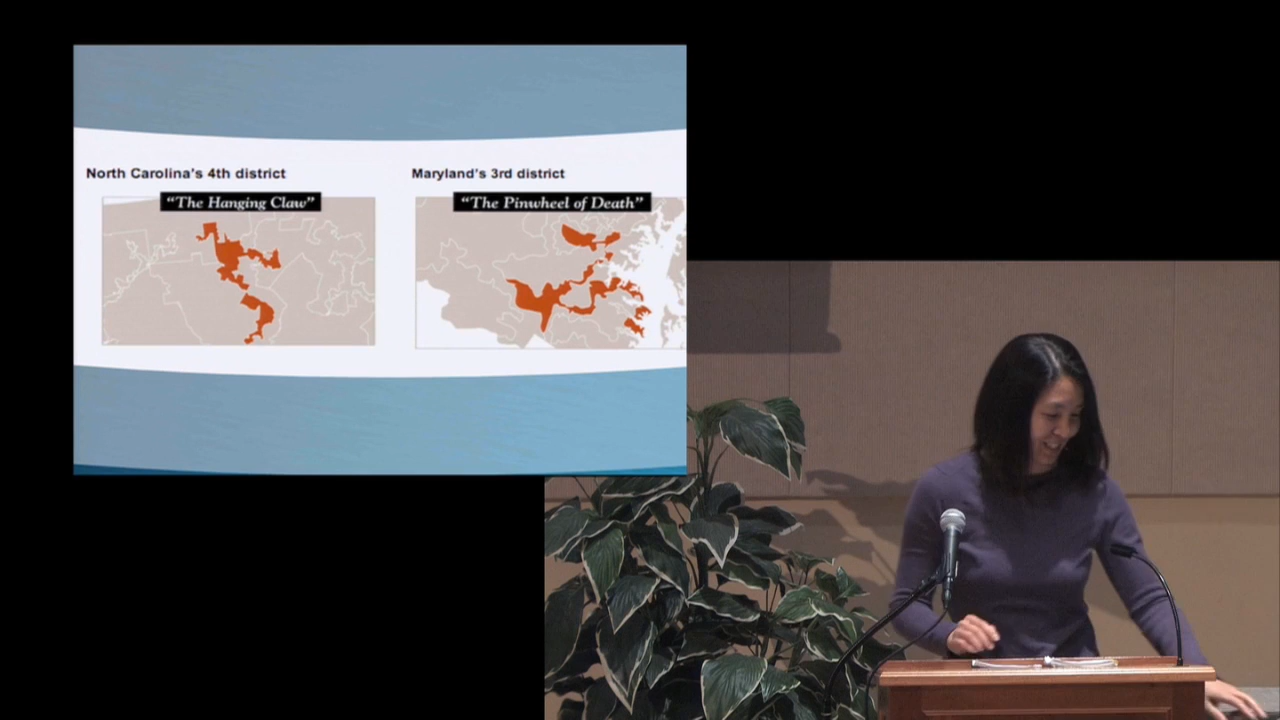 North Carolina's 4th district
"The Hanging Claw"
Maryland's 3rd district
"The Pinwheel of Death"